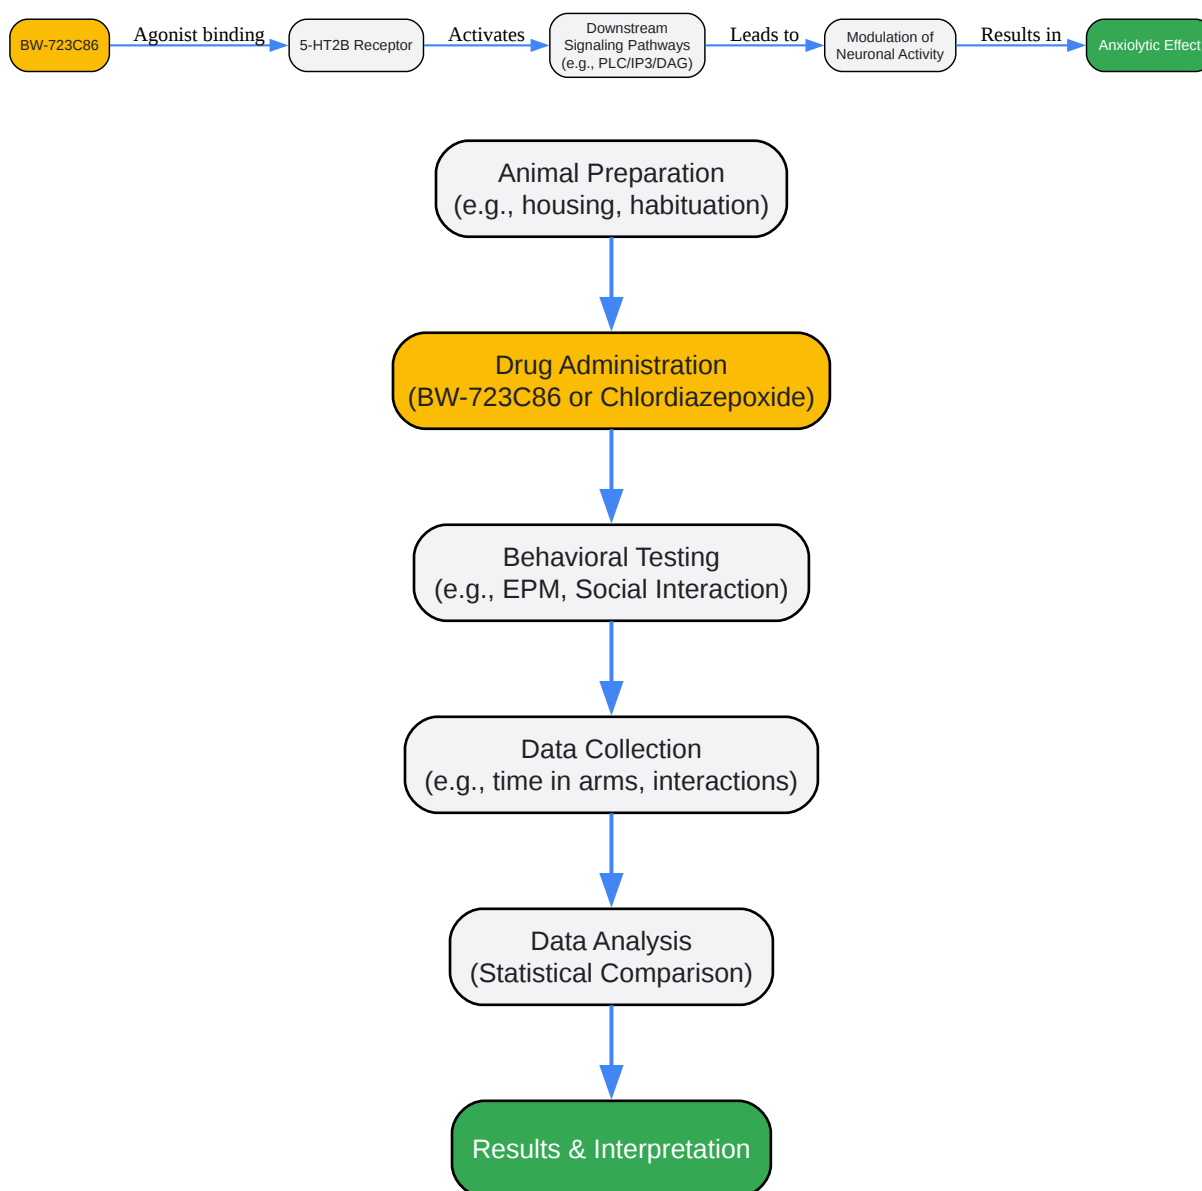 BW-723C86
Agonist binding
5-HT2B Receptor
Activates
Downstream
Signaling Pathways
(e.g., PLC/IP3/DAG)
Leads to
Modulation of
Neuronal Activity
Results in
Anxiolytic Effect
Animal Preparation
(e.g., housing, habituation)
Drug Administration
(BW-723C86 or Chlordiazepoxide)
Behavioral Testing
(e.g., EPM, Social Interaction)
Data Collection
(e.g., time in arms, interactions)
Data Analysis
(Statistical Comparison)
Results & Interpretation